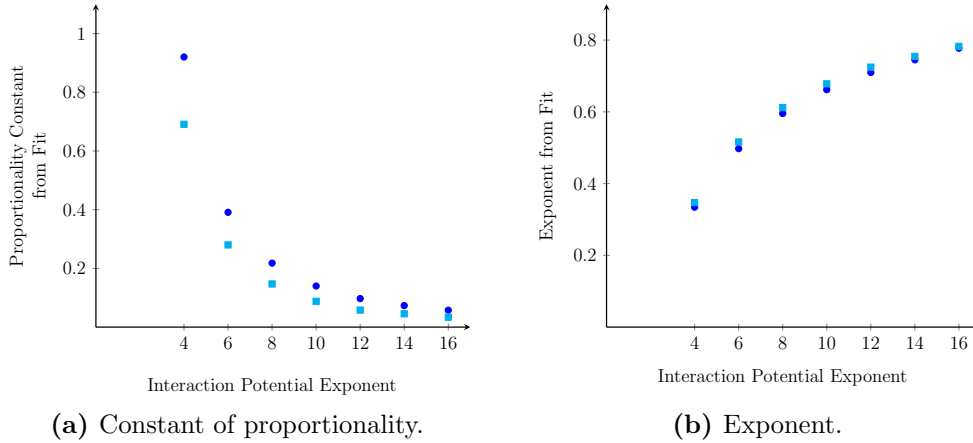 1
0.8
0.6
0.4
0.2
Proportionality Constant
from Fit
4 6 8 10 12 14 16
Interaction Potential Exponent
(a) Constant of proportionality.
0.8
0.6
0.4
0.2
Exponent from Fit
4 6 8 10 12 14 16
Interaction Potential Exponent
(b) Exponent.